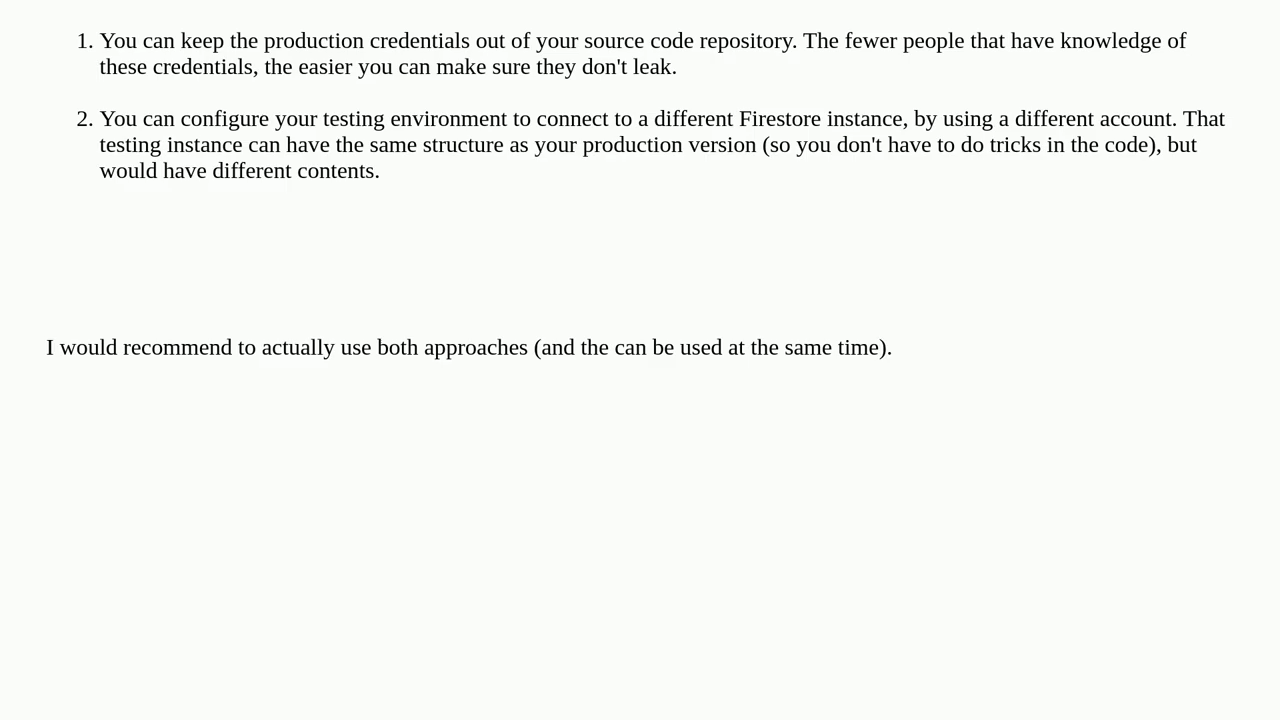 1. You can keep the production credentials out of your source code repository. The fewer people that have knowledge of
these credentials, the easier you can make sure they don't leak.
2. You can configure your testing environment to connect to a different Firestore instance, by using a different account. That
testing instance can have the same structure as your production version (so you don't have to do tricks in the code), but
would have different contents.
I would recommend to actually use both approaches (and the can be used at the same time).